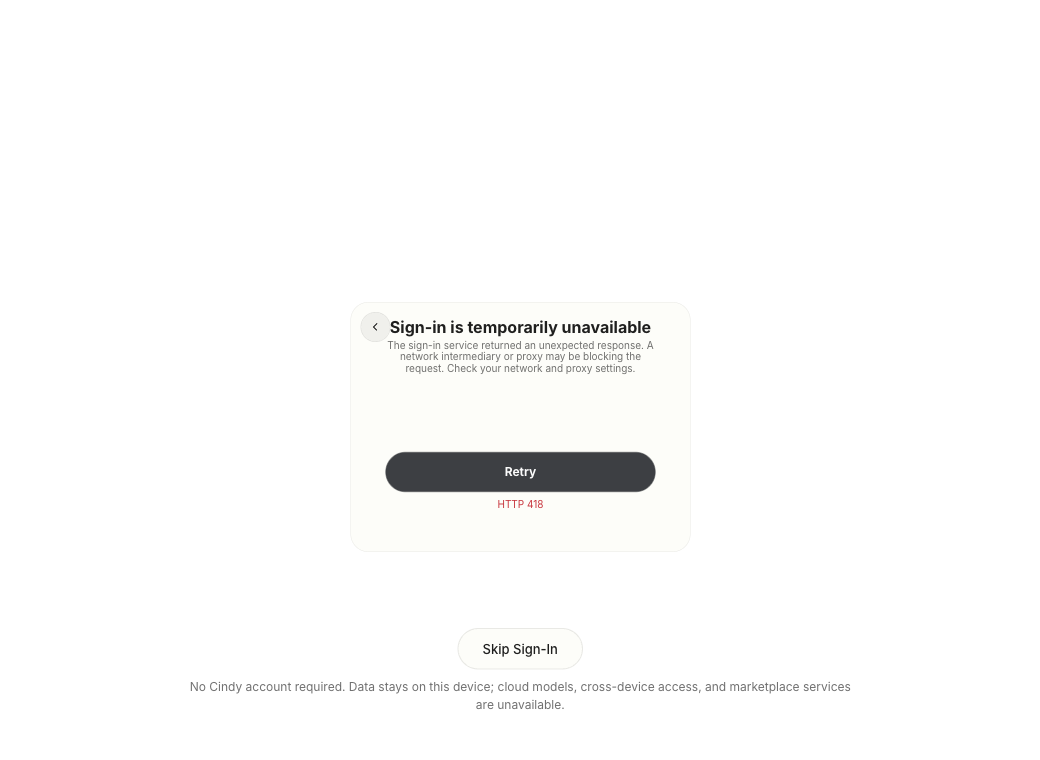 Sign-in is temporarily unavailable
The sign-in service returned an unexpected response. A
network intermediary or proxy may be blocking the
request. Check your network and proxy settings.
Retry
HTTP 418
Skip Sign-In
No Cindy account required. Data stays on this device; cloud models, cross-device access, and marketplace services
are unavailable.